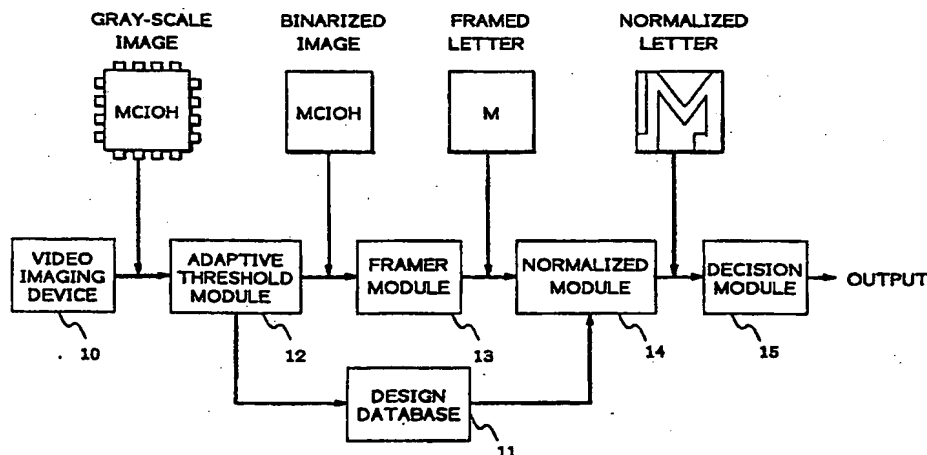 GRAY-SCALE
IMAGE
BINARIZED
IMAGE
FRAMED
LETTER
NORMALIZED
LETTER
MCIOH
MCIOH
M
M
VIDEO
IMAGING
DEVICE
ADAPTIVE
THRESHOLD
MODULE
FRAMER
MODULE
NORMALIZED
MODULE
DECISION
MODULE
OUTPUT
10
12
13
14
15
DESIGN
DATABASE
11